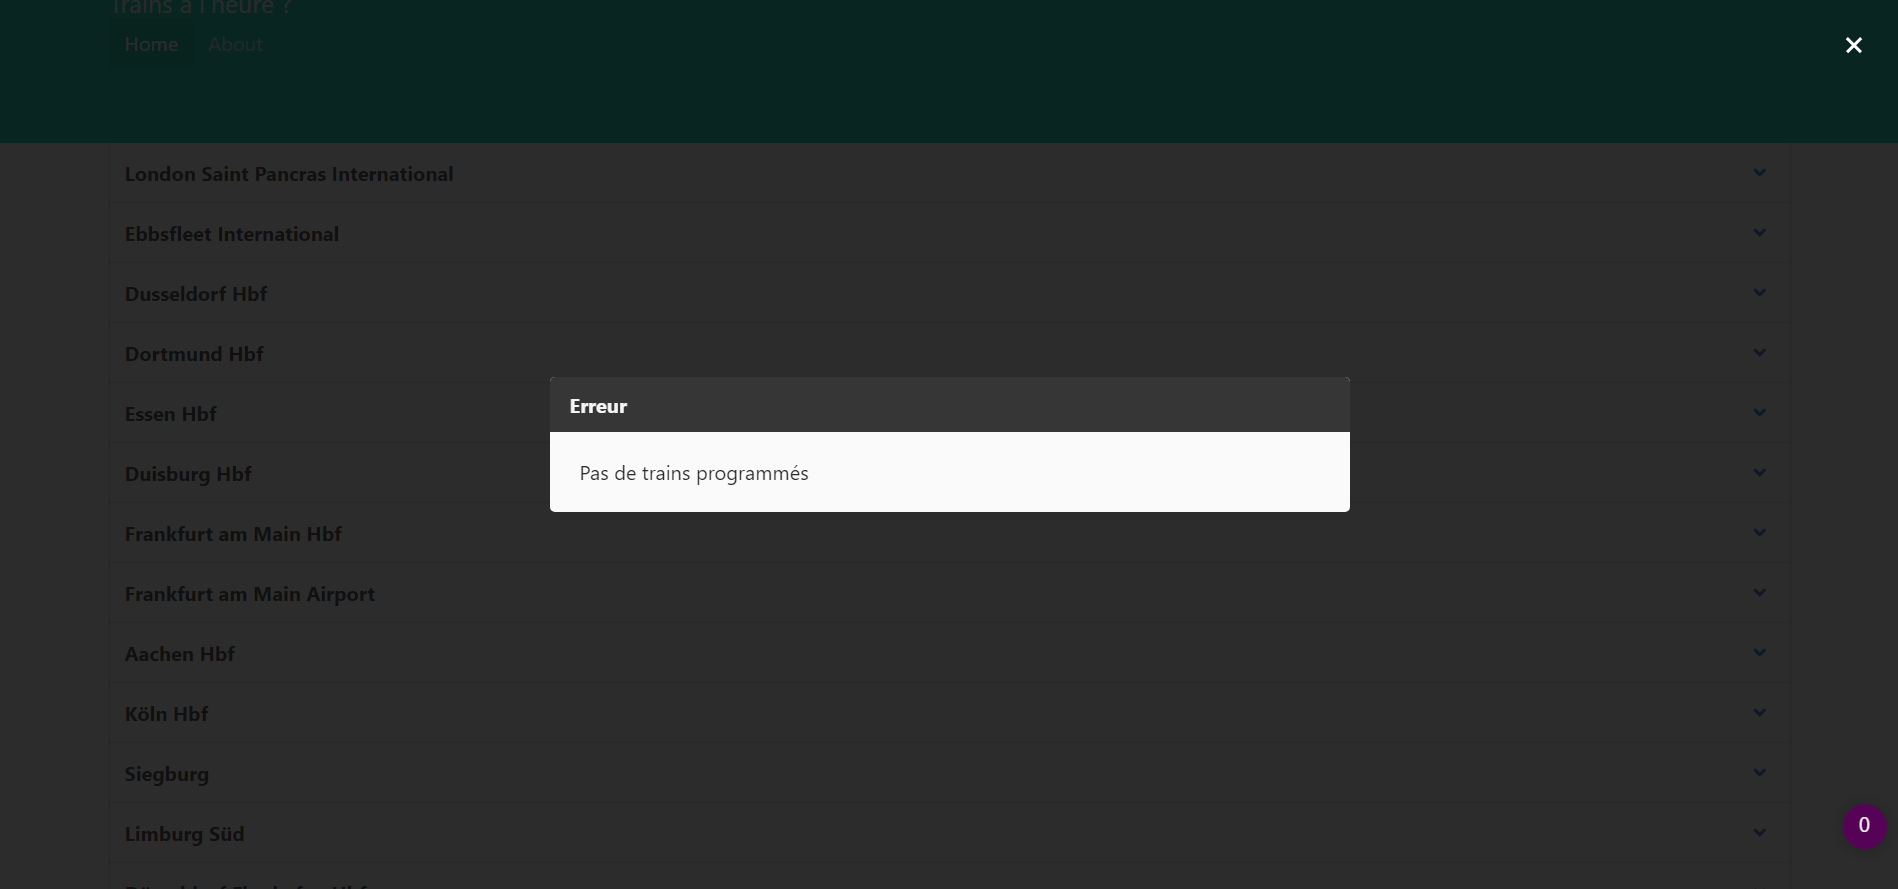 Trains à l'heure ?
Home About
London Saint Pancras International
Ebbsfleet International
Dusseldorf Hbf
Dortmund Hbf
Essen Hbf
Duisburg Hbf
Frankfurt am Main Hbf
Frankfurt am Main Airport
Aachen Hbf
Köln Hbf
Siegburg
Limburg Süd
Erreur
Pas de trains programmés
0